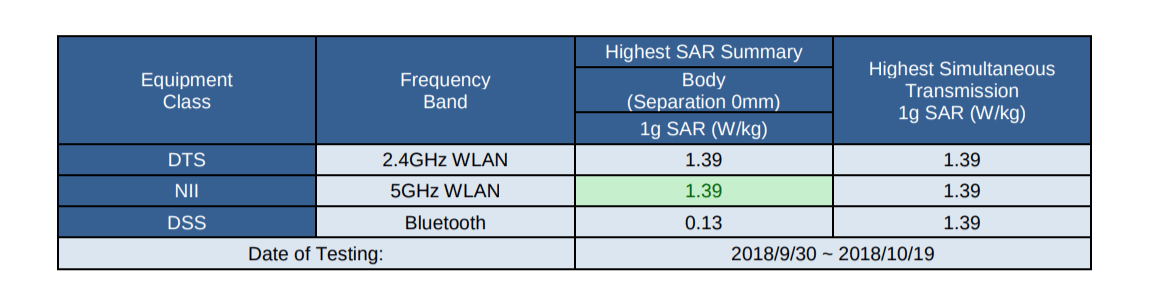 Equipment
Class
Frequency
Band
Highest SAR Summary
Body
(Separation 0mm)
1g SAR (W/kg)
Highest Simultaneous
Transmission
1g SAR (W/kg)
DTS 2.4GHz WLAN 1.39 1.39
NII 5GHz WLAN 1.39 1.39
DSS Bluetooth 0.13 1.39
Date of Testing: 2018/9/30 ~ 2018/10/19